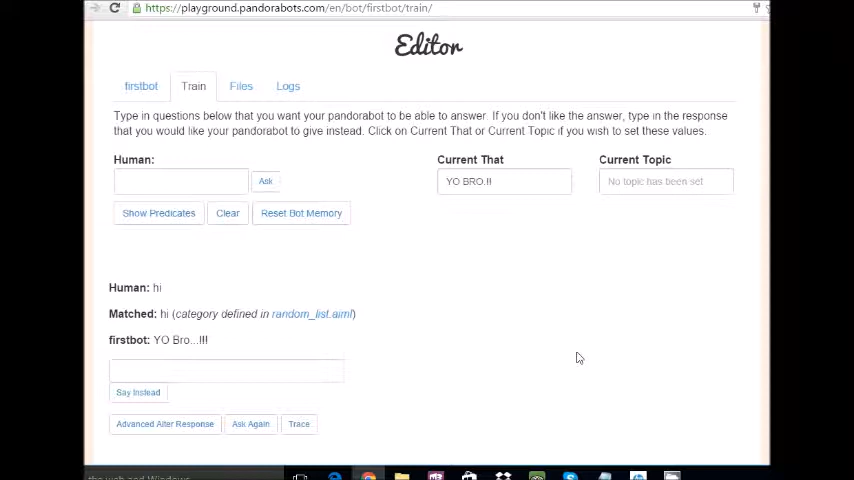 https://playground.pandorabots.com/en/bot/firstbot/train/
Editor
firstbot Train Files Logs
Type in questions below that you want your pandorabot to be able to answer. If you don't like the answer, type in the response
that you would like your pandorabot to give instead. Click on Current That or Current Topic if you wish to set these values.
Human: Current That Current Topic
Ask YO BRO.!! No topic has been set
Show Predicates Clear Reset Bot Memory
Human: hi
Matched: hi (category defined in random_list.aiml)
firstbot: YO Bro...!!!
Say Instead
Advanced Alter Response Ask Again Trace
the web and Windows